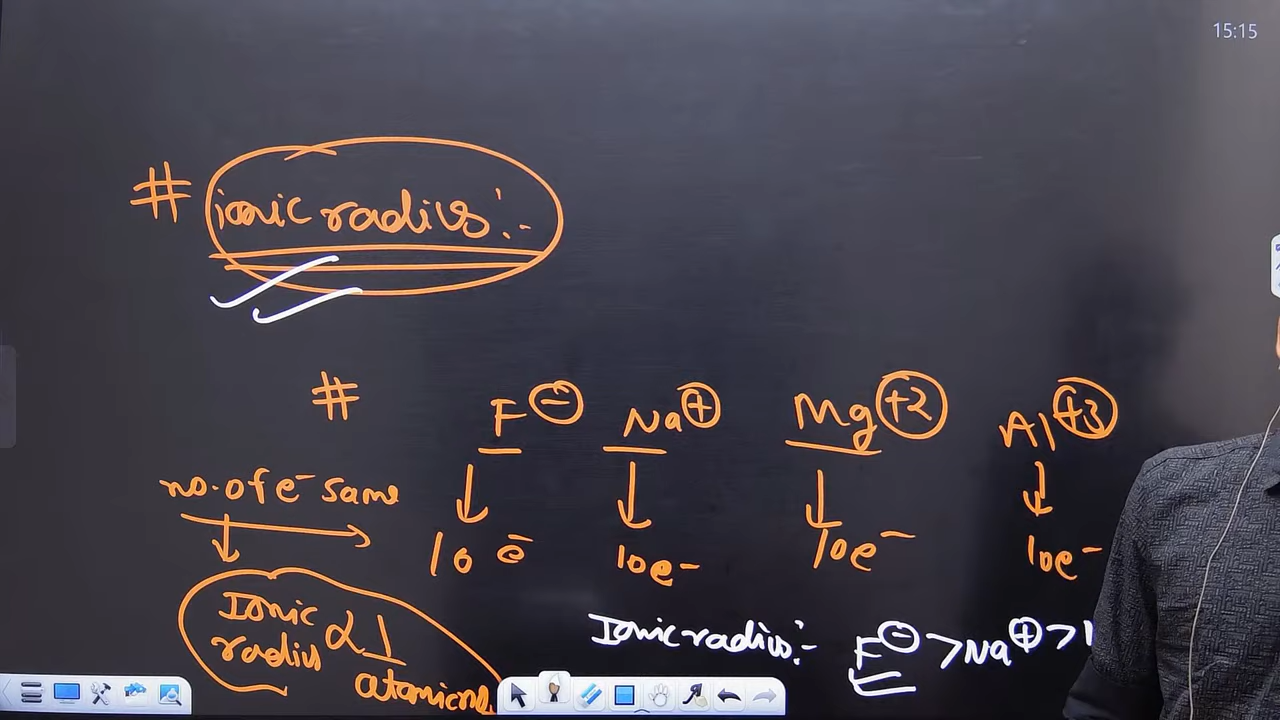 15:15
# ionic radius :-
# F⁻ Na⁺ Mg⁺² Al⁺³
no. of e⁻ same
10 e⁻ 10e⁻ 10e⁻ 10e⁻
Ionic radius ∝ 1
atomic no.
Ionic radius :- F⁻ > Na⁺ >